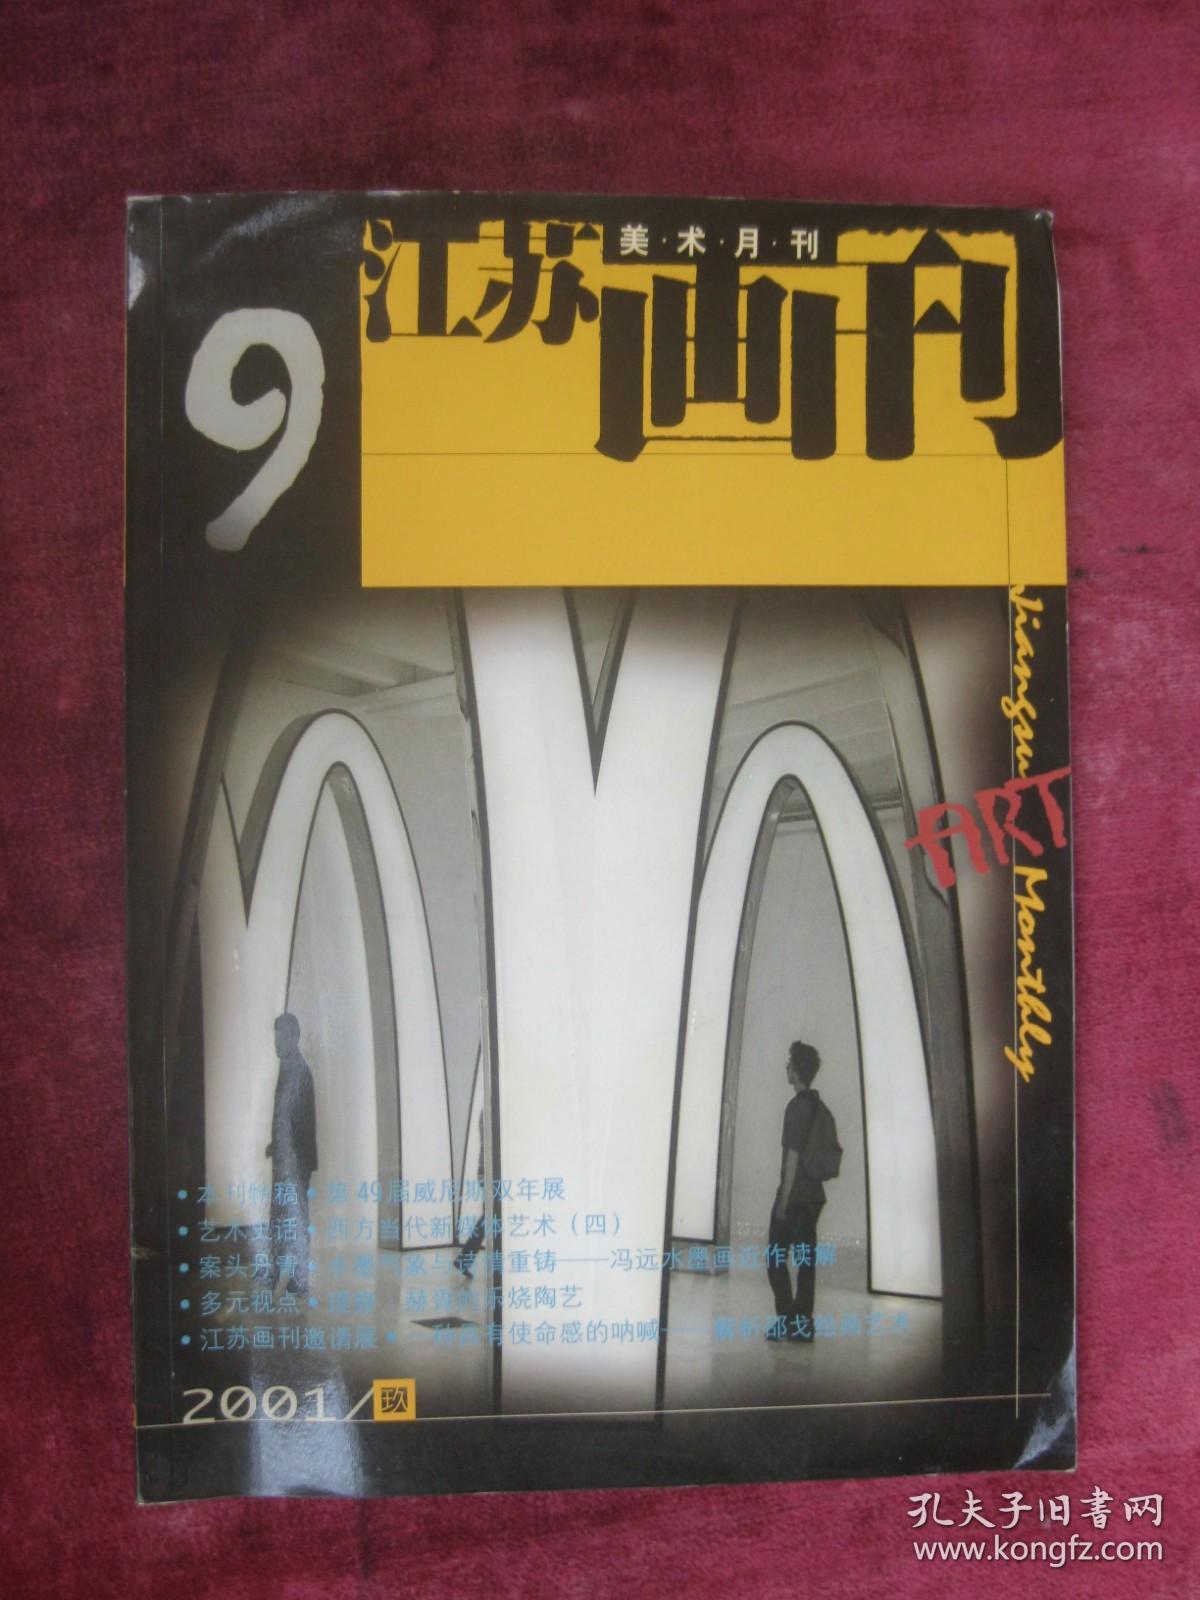 美·术·月·刊
江苏画刊
9
Jiangsu
ART
Monthly
·本刊特稿·第49届威尼斯双年展
·艺术史话·西方当代新媒体艺术（四）
·案头丹青·水墨气象与诗情重铸——冯远水墨画近作读解
·多元视点·理查·赫胥的乐烧陶艺
·江苏画刊邀请展·一种具有使命感的呐喊——解析邵戈绘画艺术
2001/玖
孔夫子旧书网
www.kongfz.com